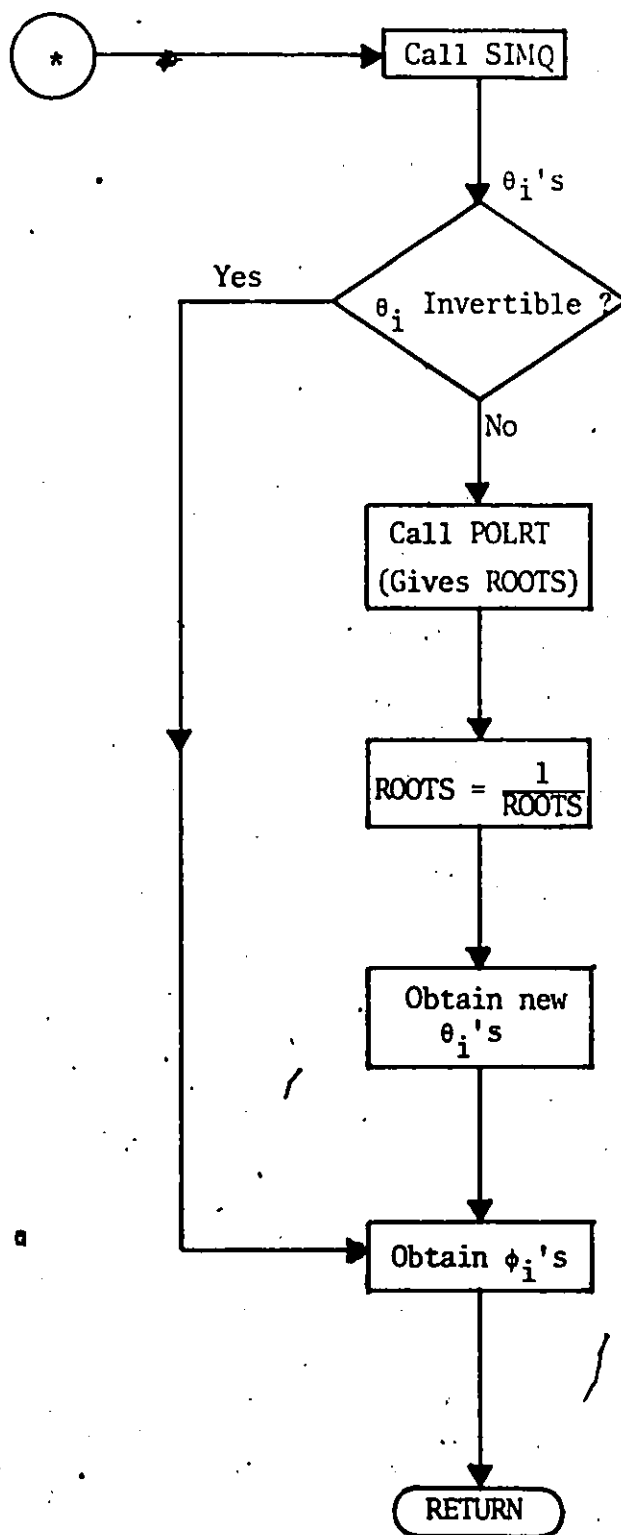 *
Call SIMQ
θi's
Yes
θi Invertible ?
No
Call POLRT
(Gives ROOTS)
ROOTS = 1/ROOTS
Obtain new
θi's
Obtain ϕi's
RETURN